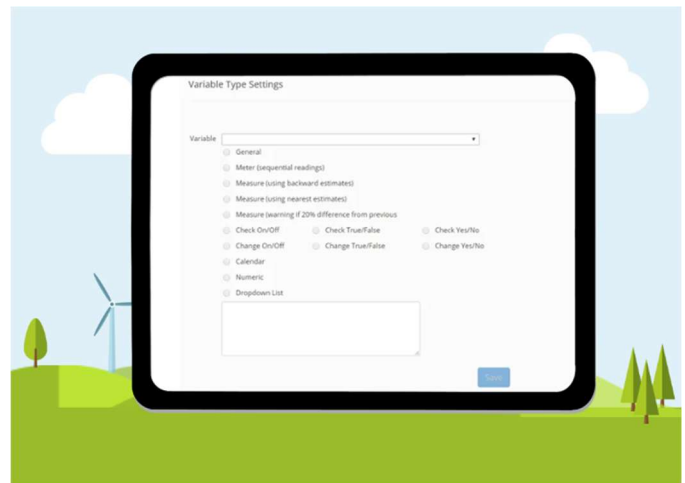 Variable Type Settings
Variable
General
Meter (sequential readings)
Measure (using backward estimates)
Measure (using nearest estimates)
Measure (warning if 20% difference from previous
Check On/Off Check True/False Check Yes/No
Change On/Off Change True/False Change Yes/No
Calendar
Numeric
Dropdown List
Save